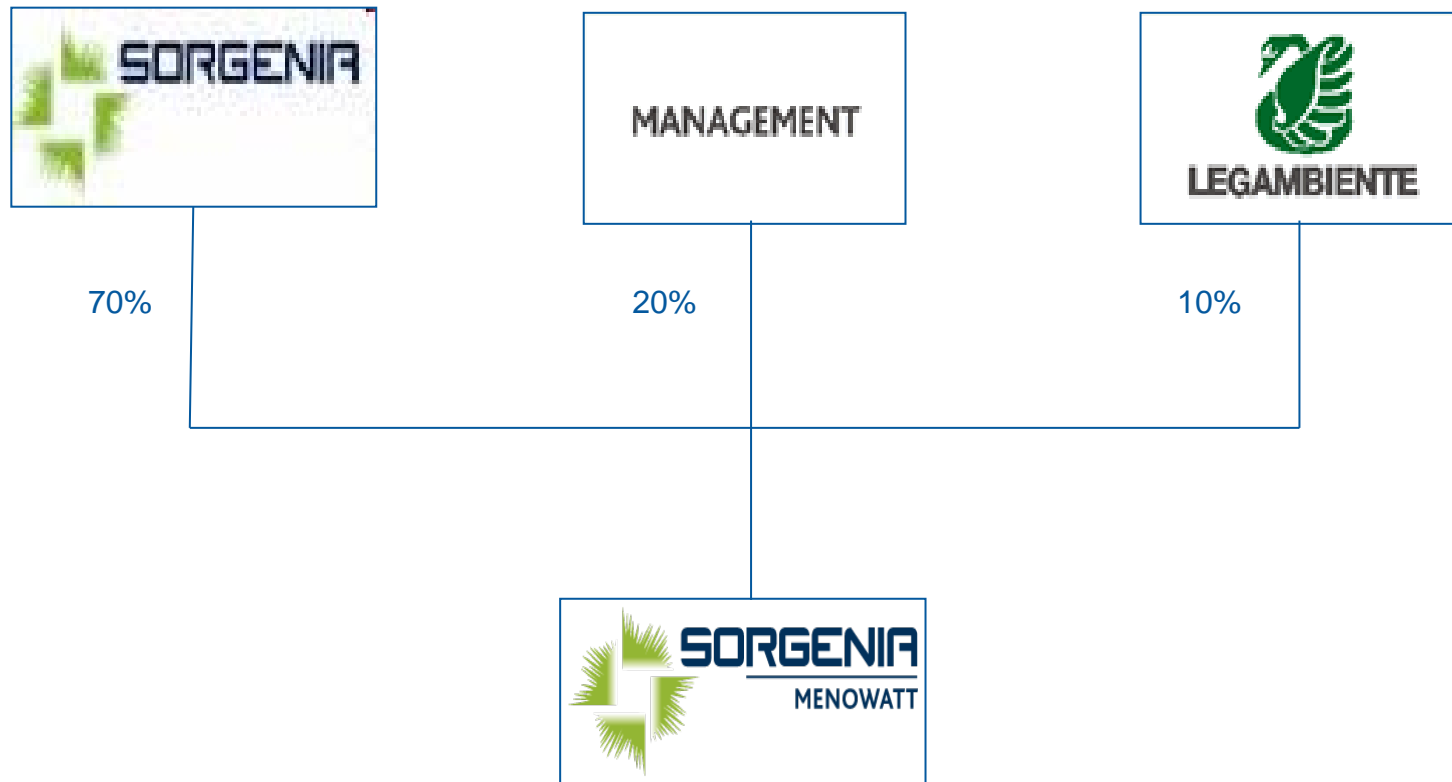 SORGENIA
MANAGEMENT
LEGAMBIENTE
70%
20%
10%
SORGENIA
MENOWATT